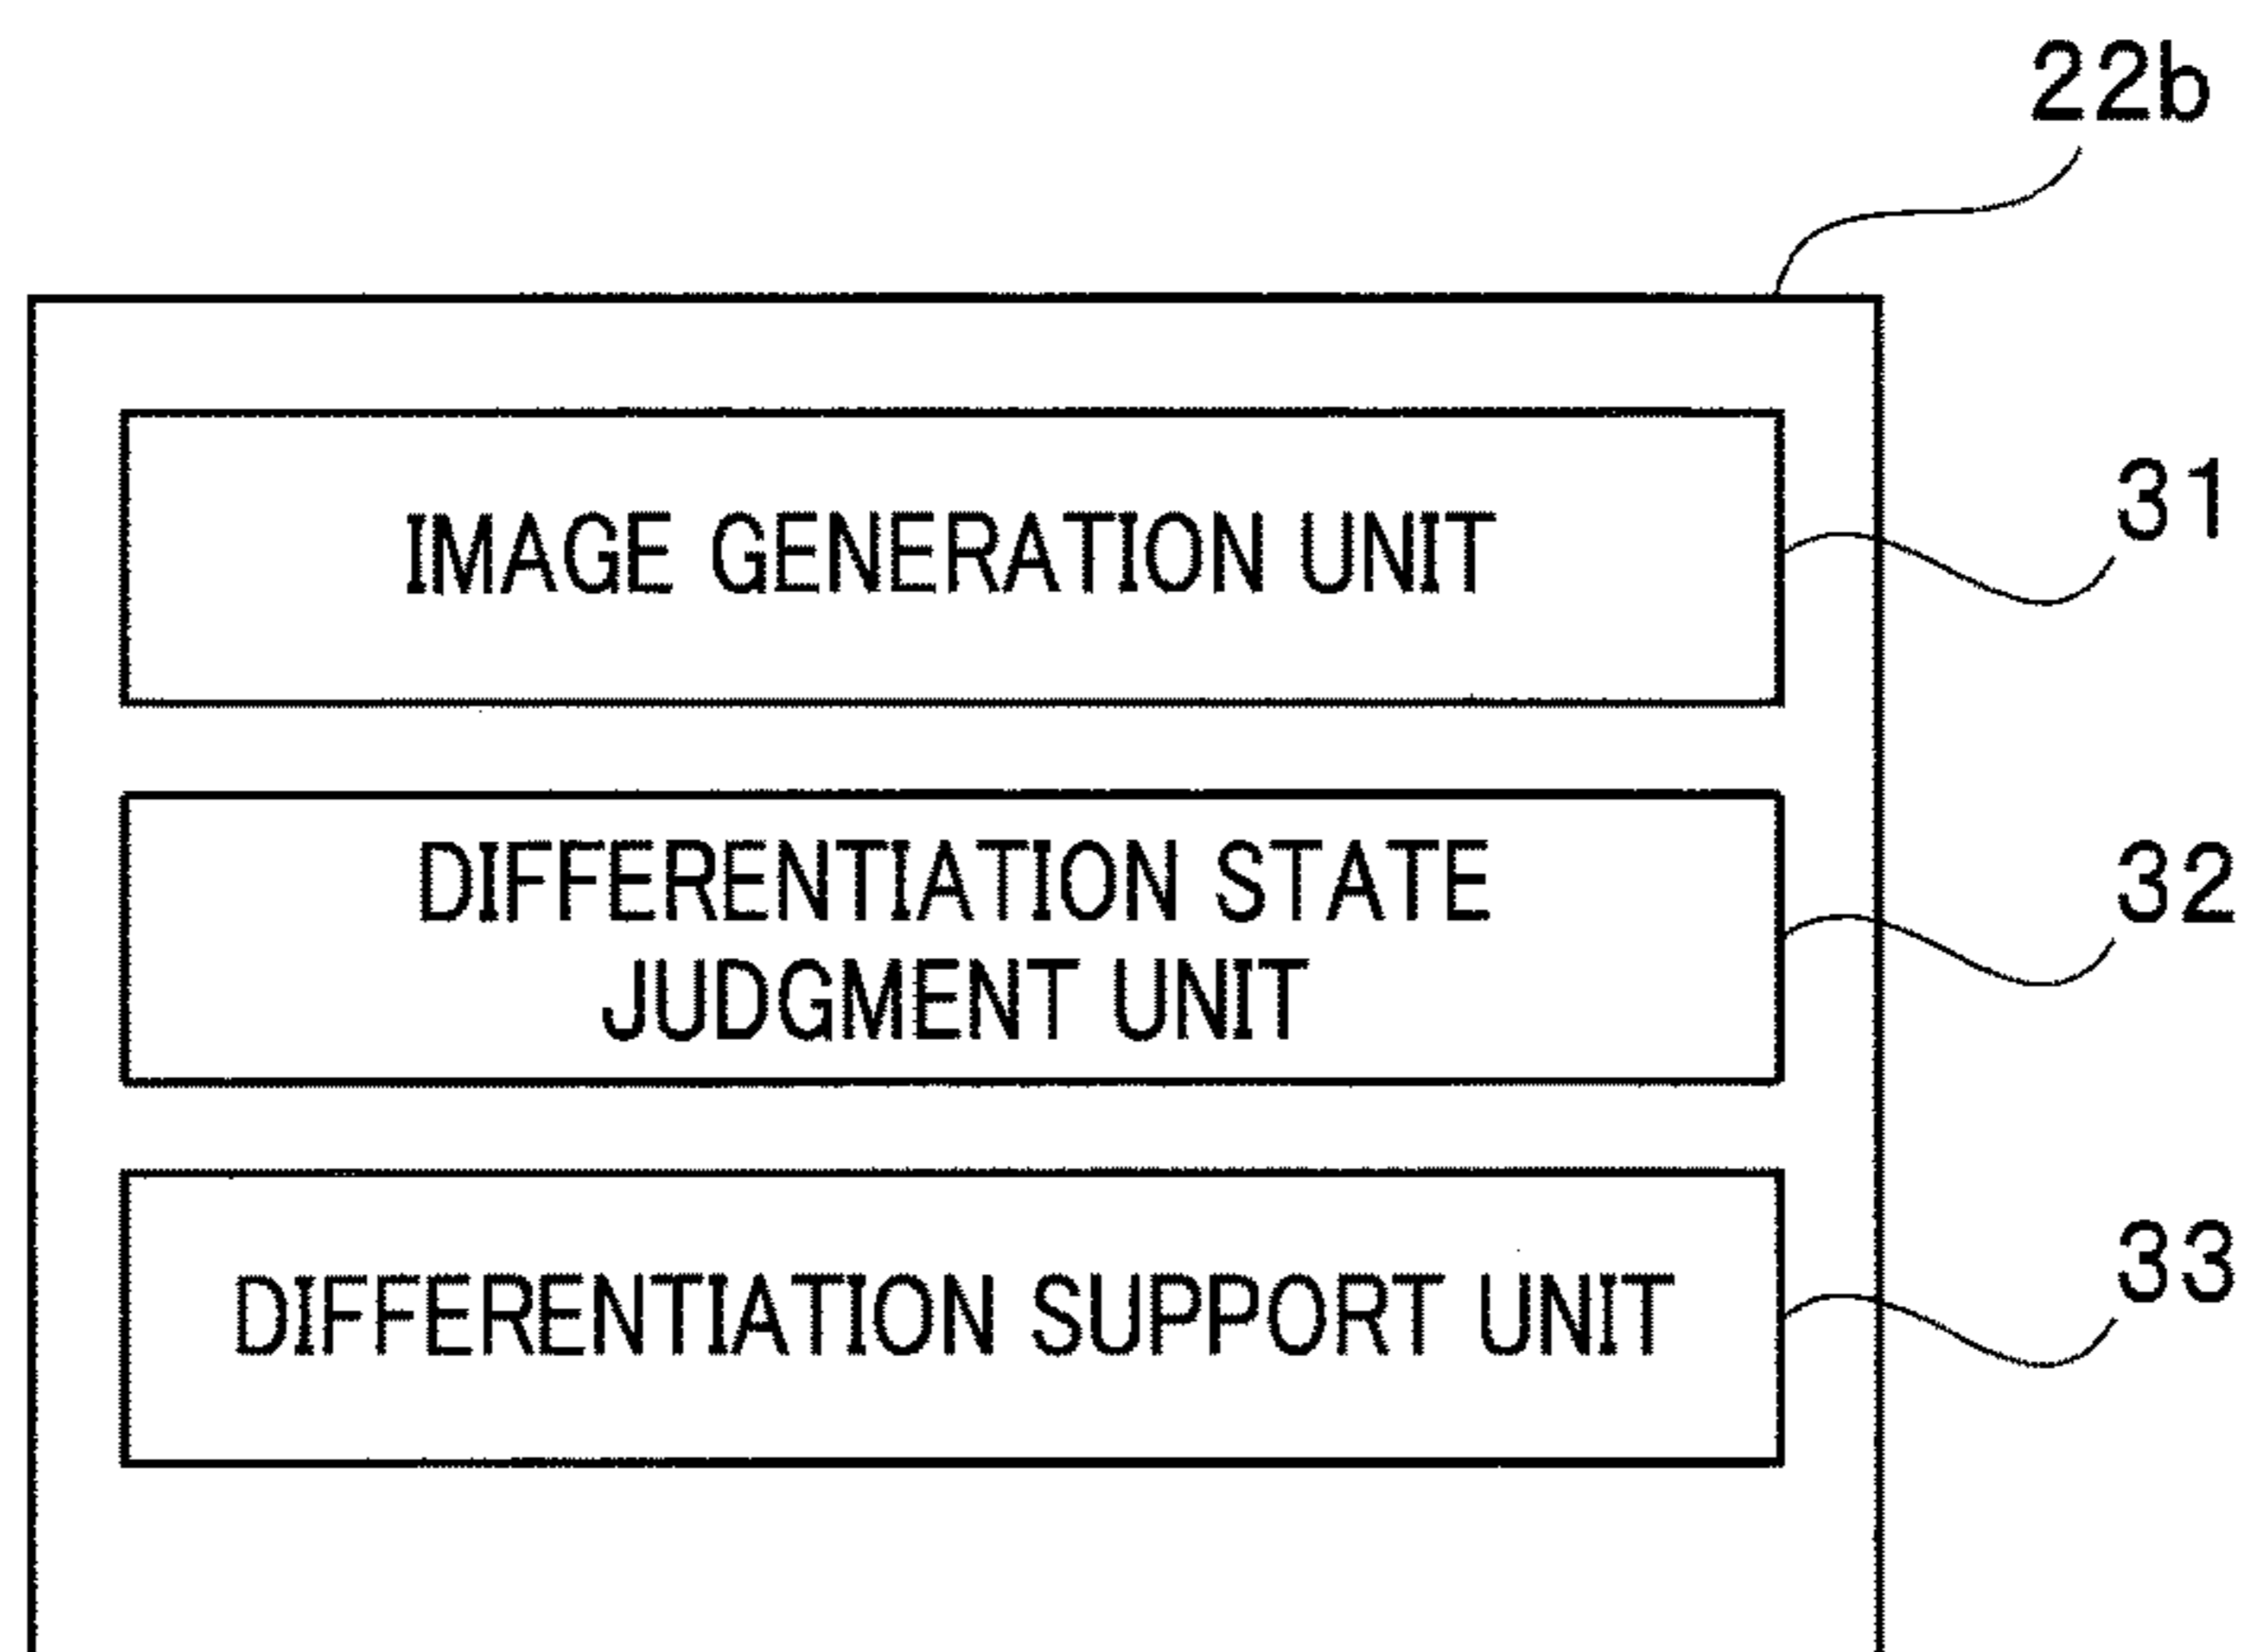 22b
IMAGE GENERATION UNIT
31
DIFFERENTIATION STATE
JUDGMENT UNIT
32
DIFFERENTIATION SUPPORT UNIT
33